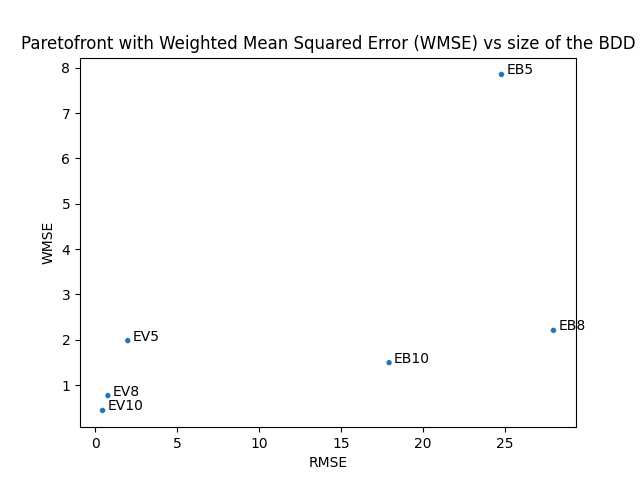 Paretofront with Weighted Mean Squared Error (WMSE) vs size of the BDD
8
EB5
7
6
5
WMSE
4
3
EB8
2
EV5
EB10
1
EV8
EV10
0 5 10 15 20 25
RMSE